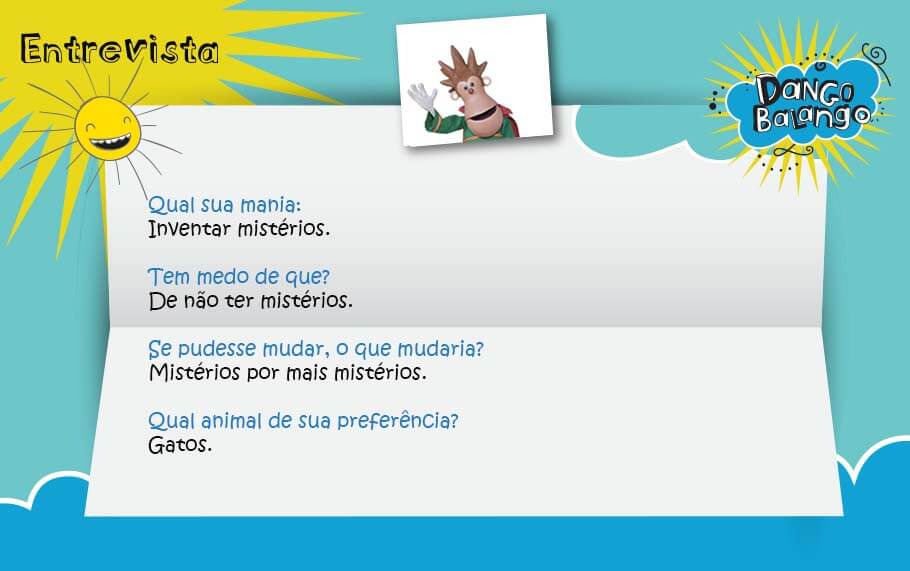 Entrevista
DANGO
BALANGO
Qual sua mania:
Inventar mistérios.
Tem medo de que?
De não ter mistérios.
Se pudesse mudar, o que mudaria?
Mistérios por mais mistérios.
Qual animal de sua preferência?
Gatos.